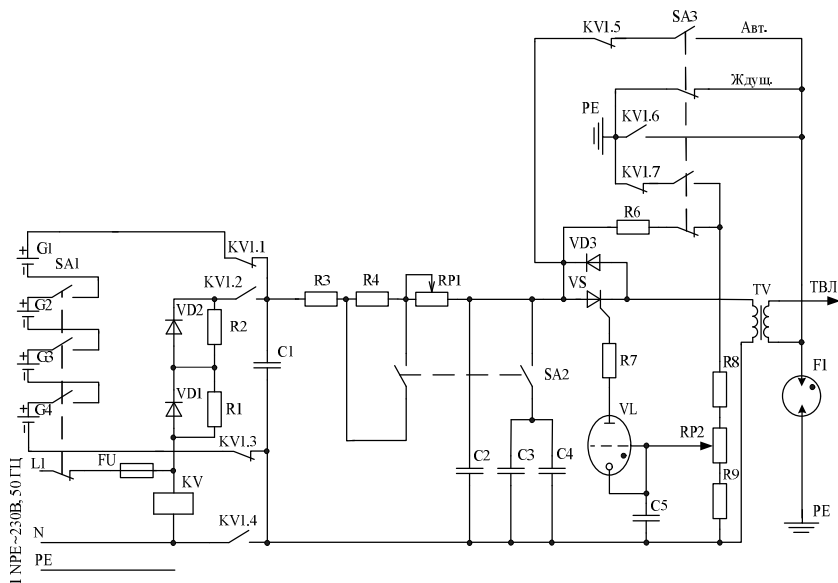 SA3
KV1.5
Авт.
Ждущ.
PE
KV1.6
KV1.7
R6
+
G1
SA1
KV1.1
VD3
KV1.2
R3
R4
RP1
VS
TV
ТВЛ
+
G2
VD2
R2
C1
+
G3
R7
R8
F1
SA2
VD1
R1
VL
+
G4
RP2
KV1.3
L1
FU
C2
C3
C4
R9
KV
C5
PE
KV1.4
N
PE
1 NPE~230В, 50 ГЦ